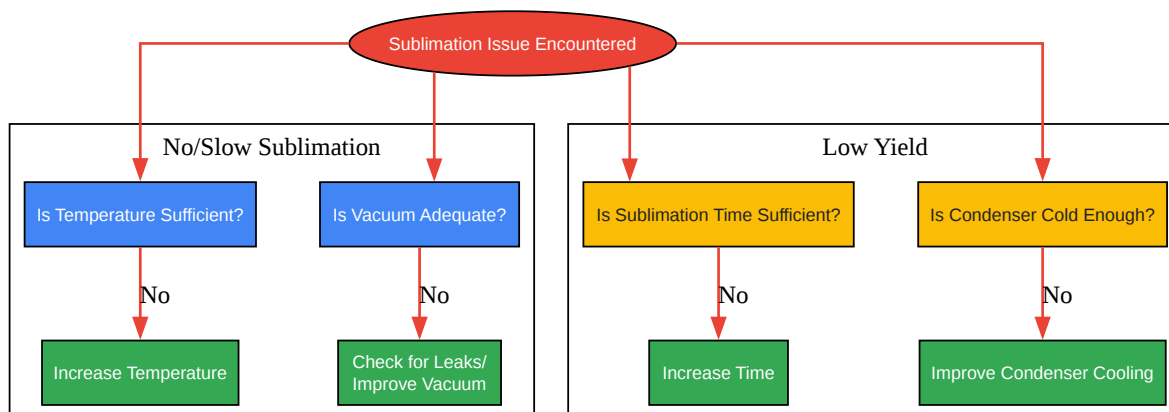 Sublimation Issue Encountered
No/Slow Sublimation
Low Yield
Is Temperature Sufficient?
Is Vacuum Adequate?
Is Sublimation Time Sufficient?
Is Condenser Cold Enough?
No
No
No
No
Increase Temperature
Check for Leaks/
Improve Vacuum
Increase Time
Improve Condenser Cooling